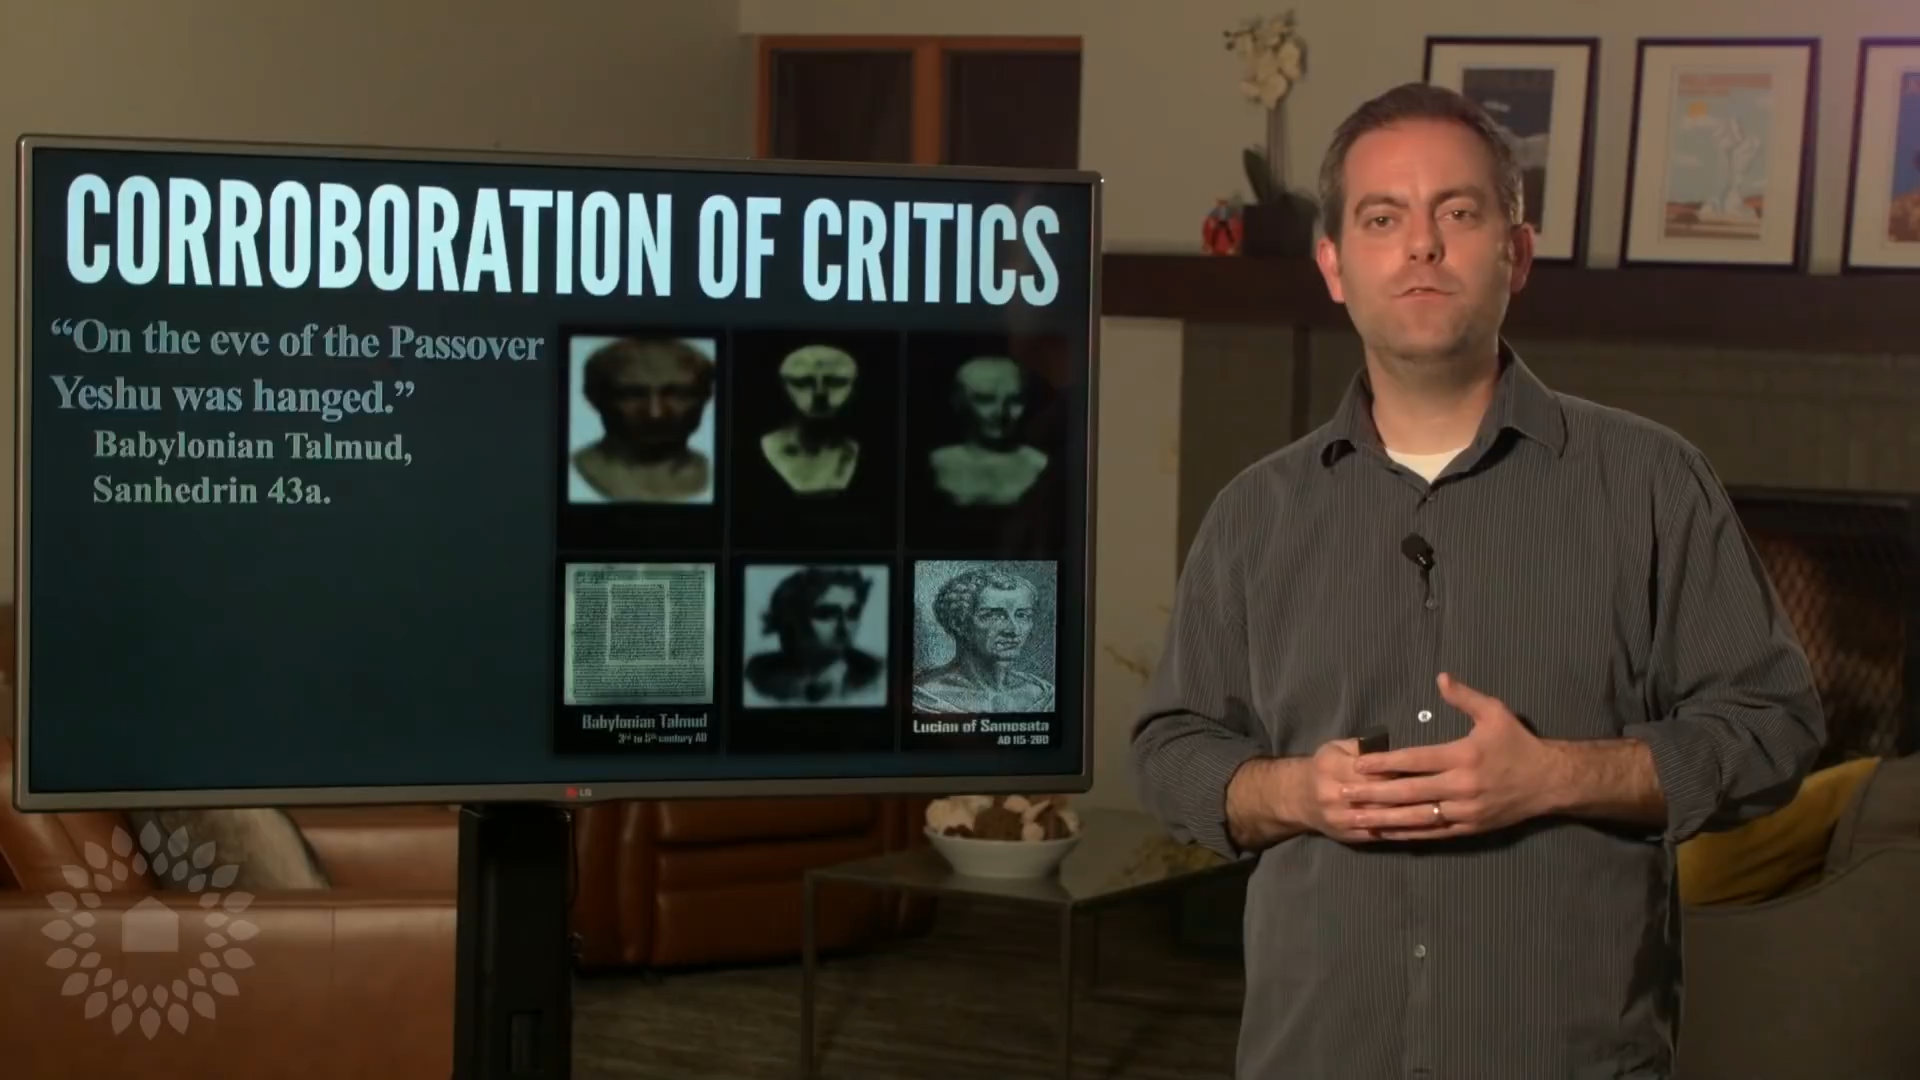 CORROBORATION OF CRITICS
“On the eve of the Passover
Yeshu was hanged.”
Babylonian Talmud,
Sanhedrin 43a.
Babylonian Talmud
3rd to 5th century AD
Lucian of Samosata
AD 115-200
LG